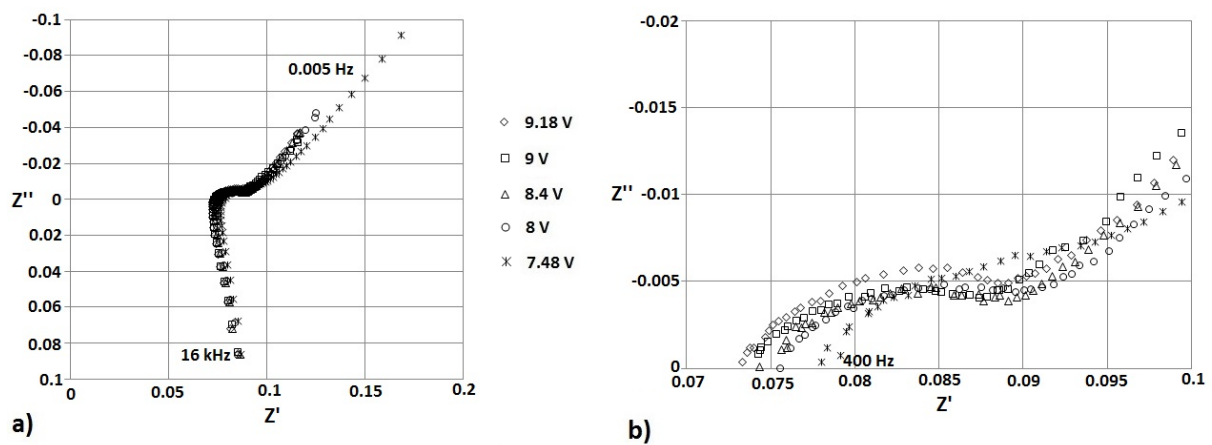 -0.1
-0.08
-0.06
-0.04
-0.02
0
0.02
0.04
0.06
0.08
0.1
Z''
0.005 Hz
16 kHz
0 0.05 0.1 0.15 0.2
Z'
a)
9.18 V
9 V
8.4 V
8 V
7.48 V
-0.02
-0.015
-0.01
-0.005
0
Z''
400 Hz
0.07 0.075 0.08 0.085 0.09 0.095 0.1
Z'
b)